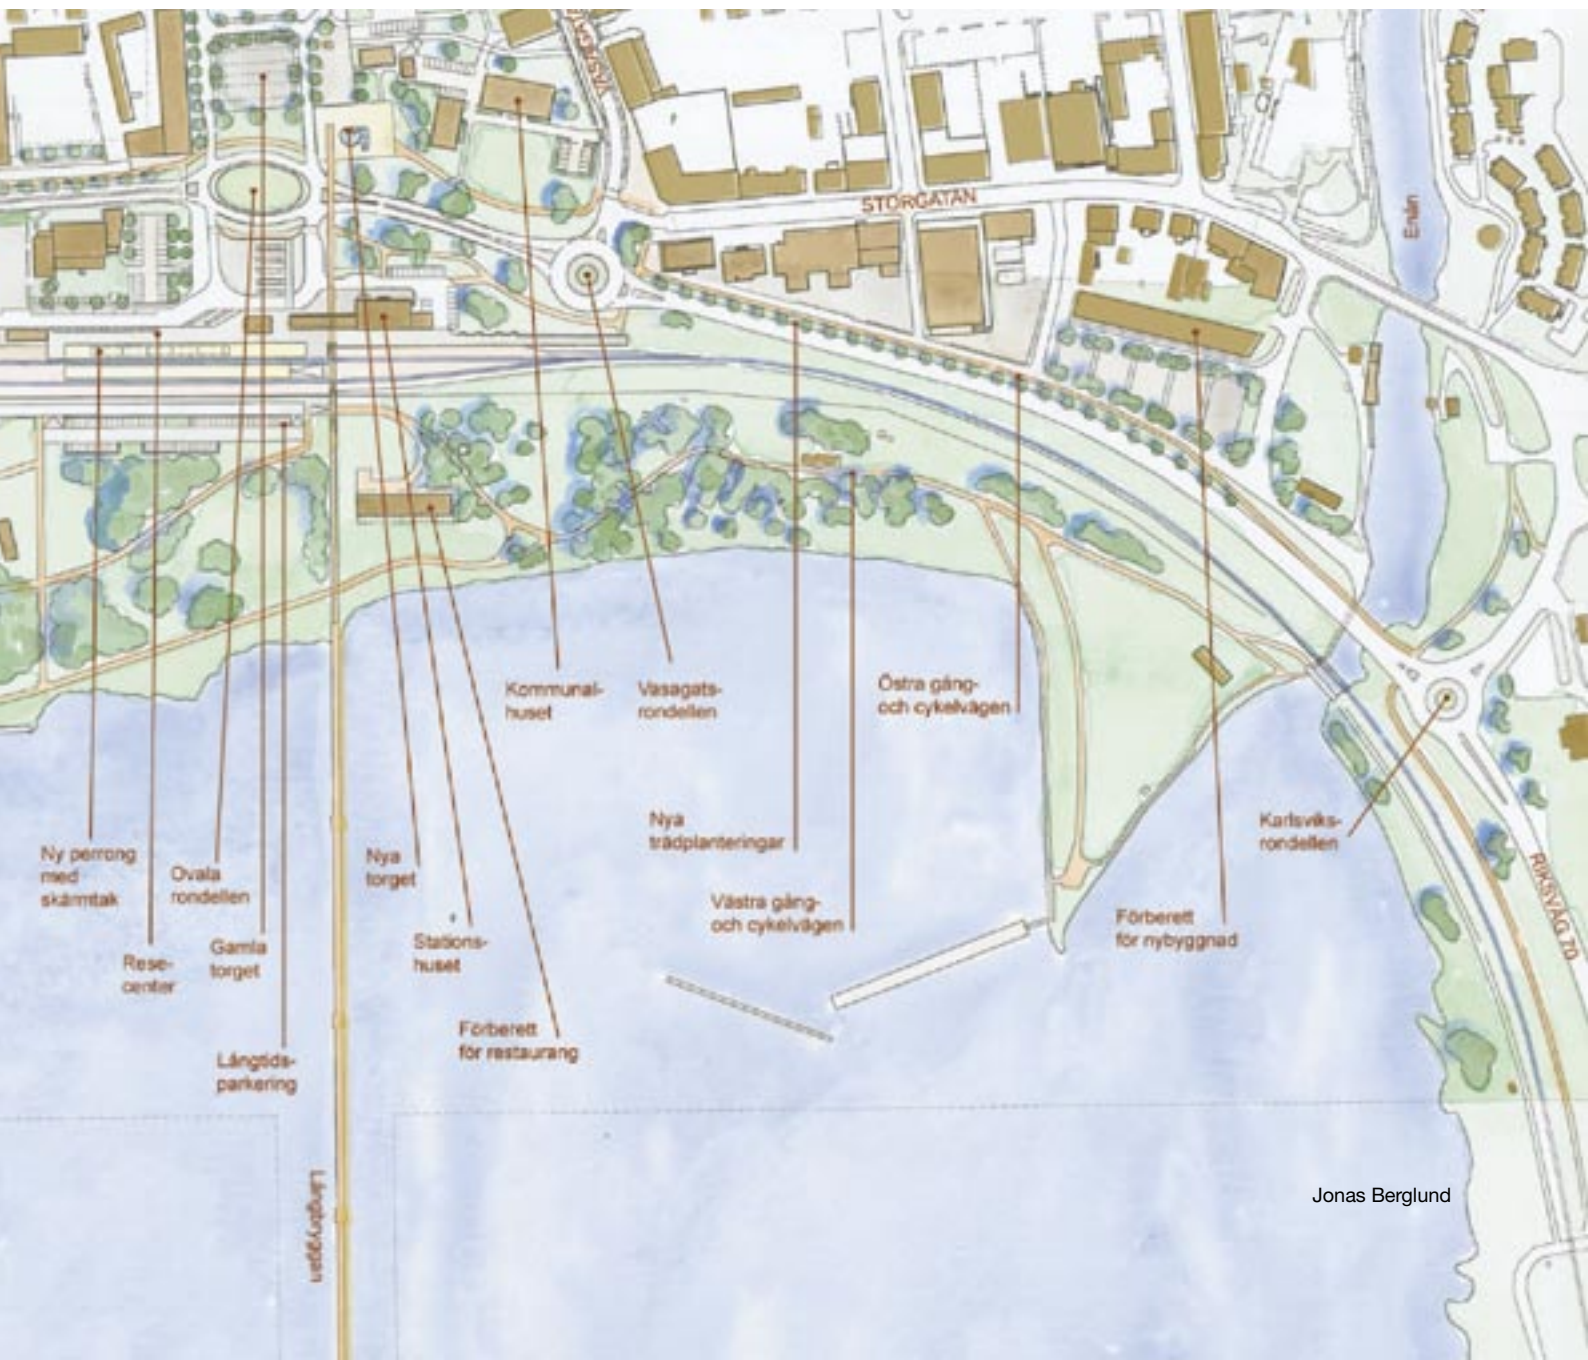 VASAGA
STORGATAN
Enån
Kommunal-
huset
Vasagats-
rondellen
Östra gång-
och cykelvägen
Nya
trädplanteringar
Karlsviks-
rondellen
Ny perrong
med
skärmtak
Ovala
rondellen
Nya
torget
RIKSVÄG 70
Västra gång-
och cykelvägen
Förberett
för nybyggnad
Rese-
center
Gamla
torget
Stations-
huset
Förberett
för restaurang
Långtids-
parkering
Långbryggan
Jonas Berglund